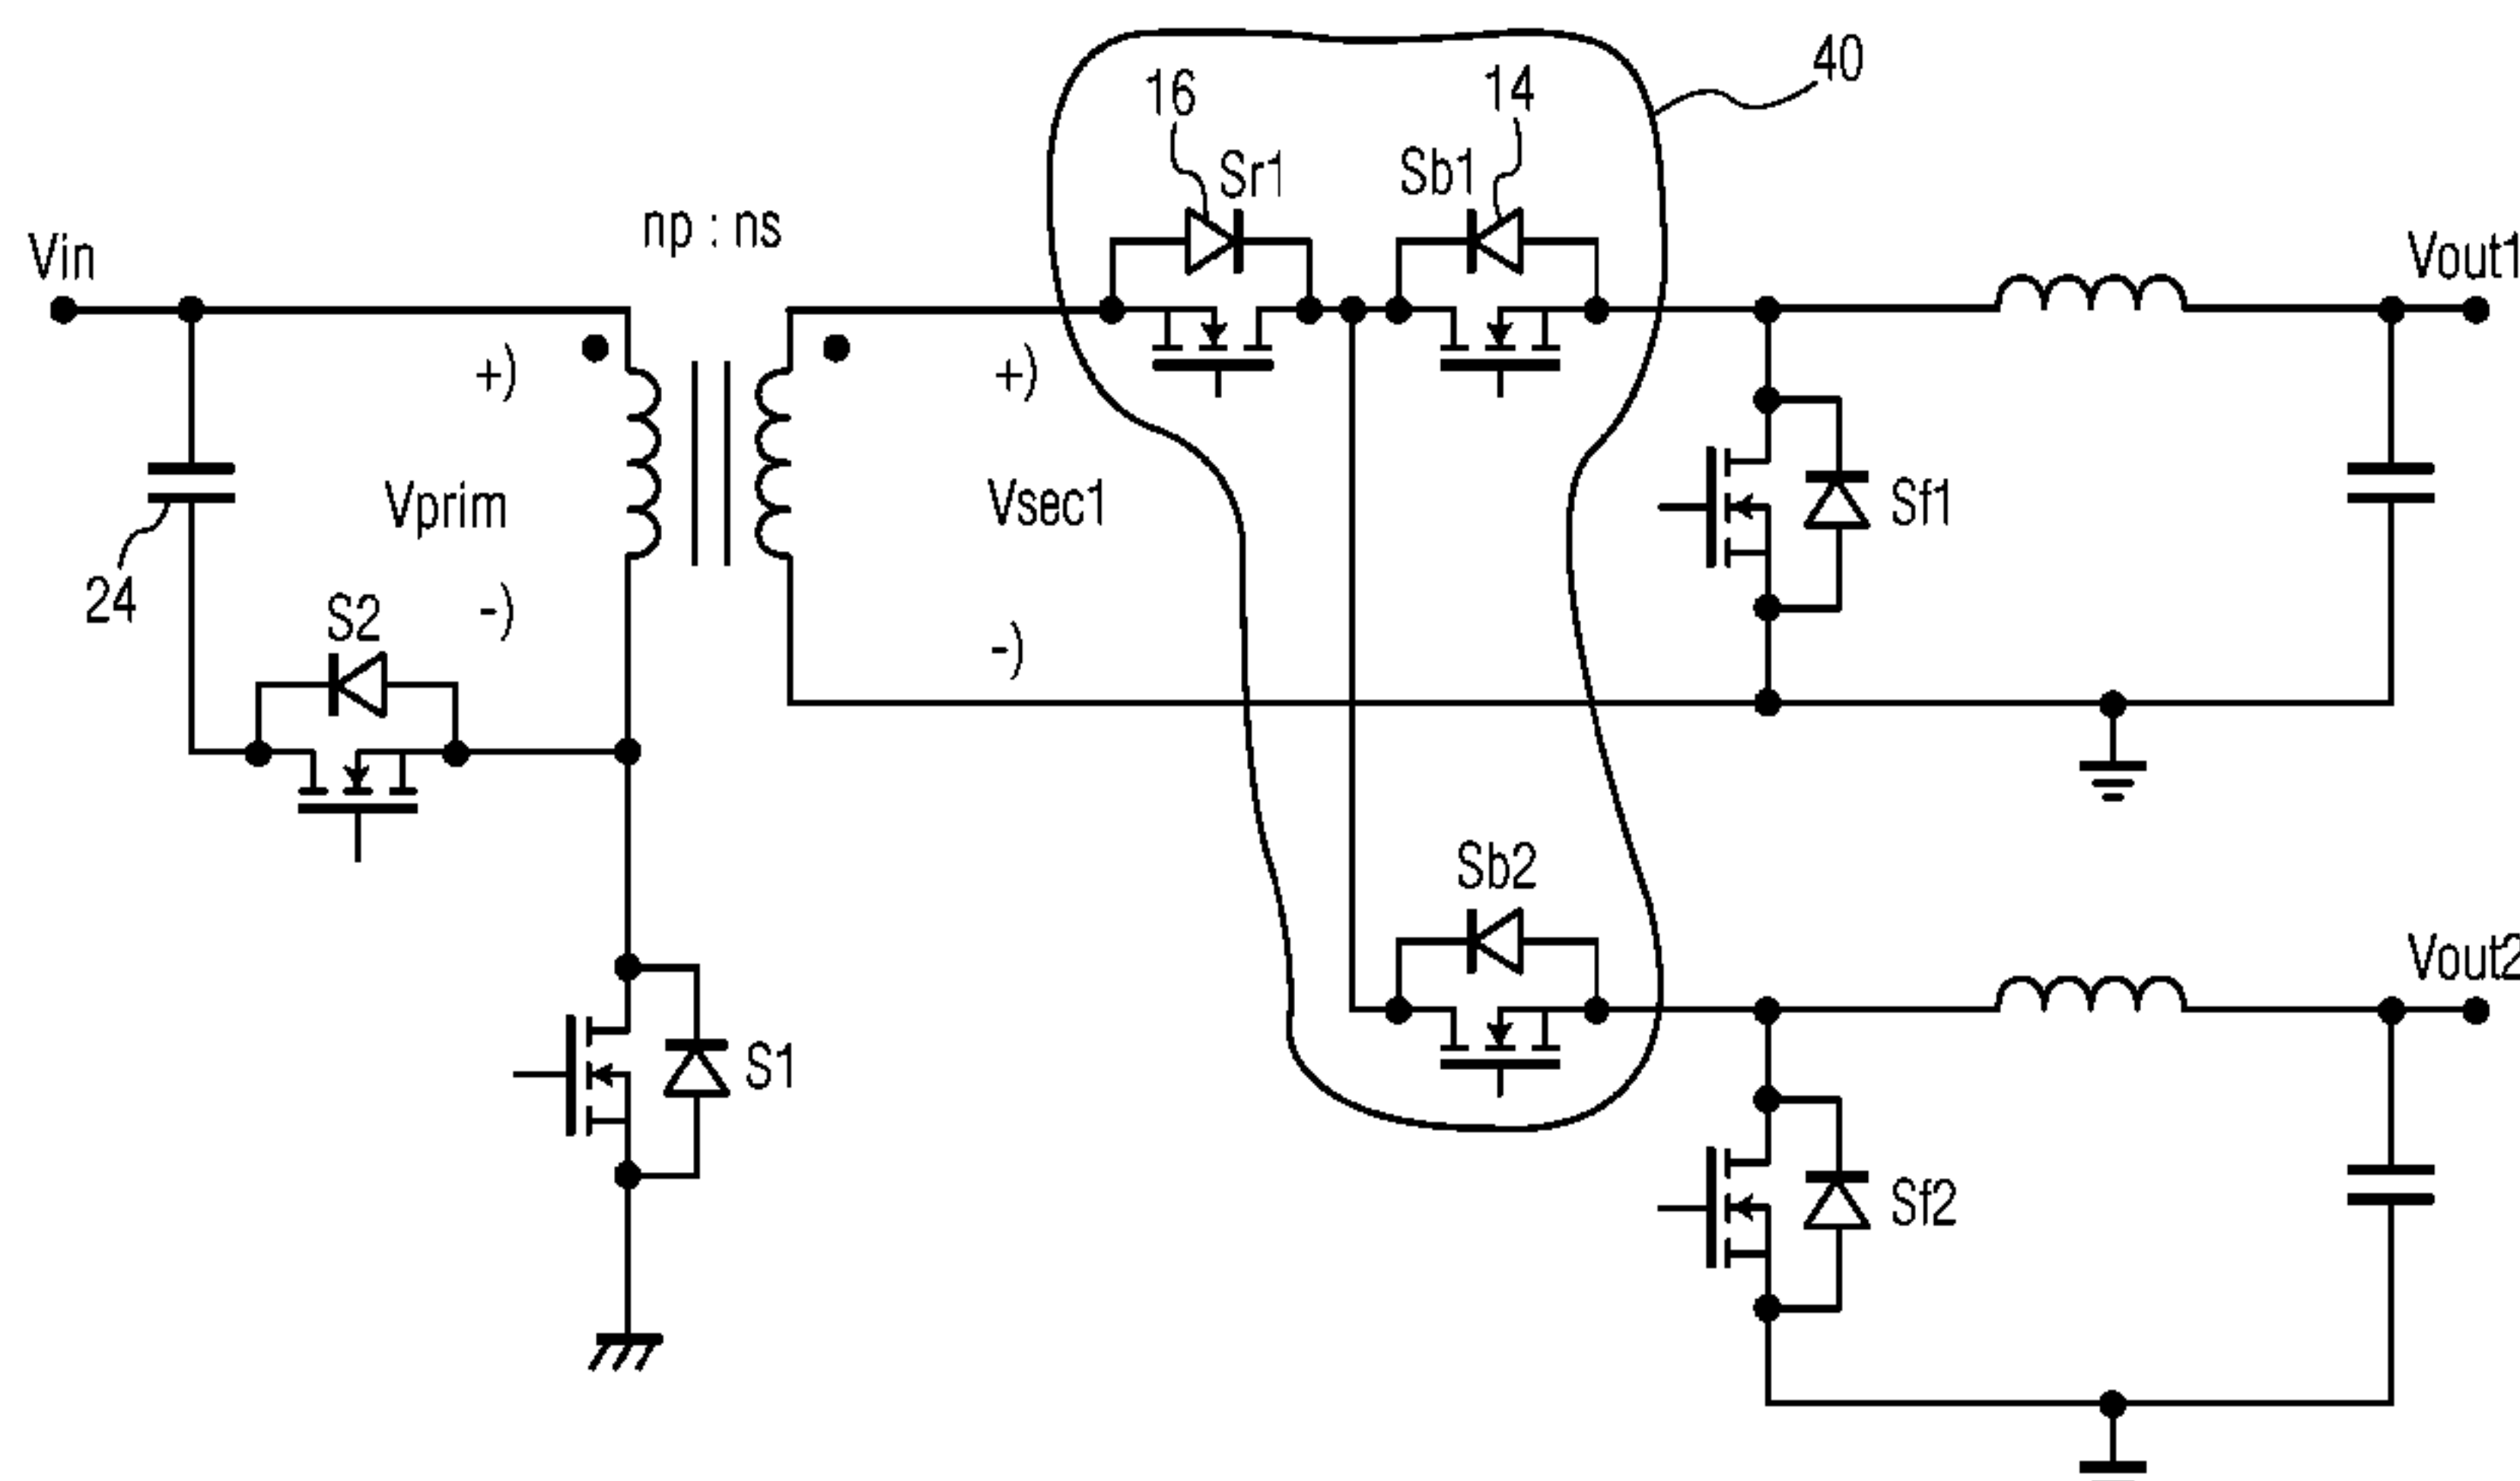 40
16
14
Sr1
Sb1
np : ns
Vin
Vout1
+)
+)
Vprim
Vsec1
Sf1
24
S2
-)
-)
Sb2
Vout2
S1
Sf2